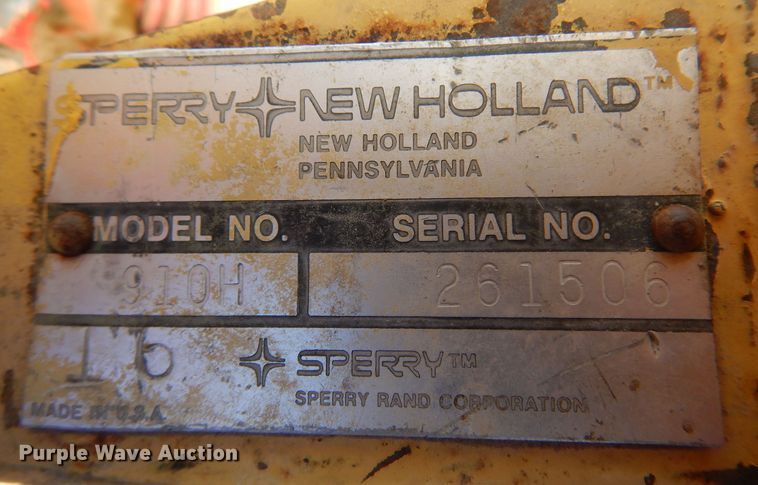 SPERRY NEW HOLLAND™
NEW HOLLAND
PENNSYLVANIA
MODEL NO. SERIAL NO.
910H 261506
16 SPERRY™
SPERRY RAND CORPORATION
MADE IN U.S.A.
Purple Wave Auction